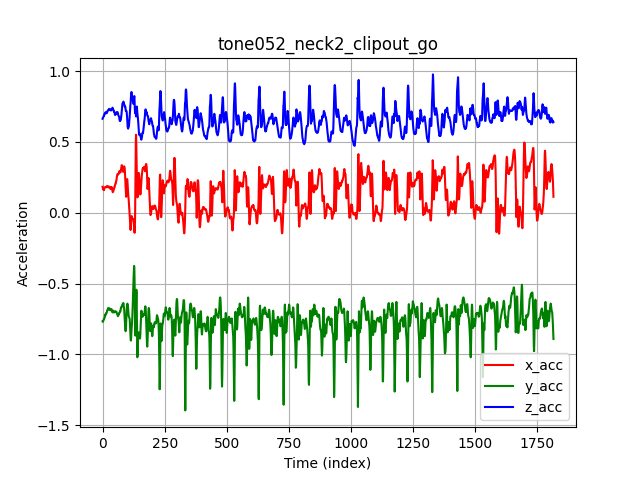 tone052_neck2_clipout_go
1.0
0.5
0.0
−0.5
−1.0
−1.5
Acceleration
0 250 500 750 1000 1250 1500 1750
Time (index)
x_acc
y_acc
z_acc